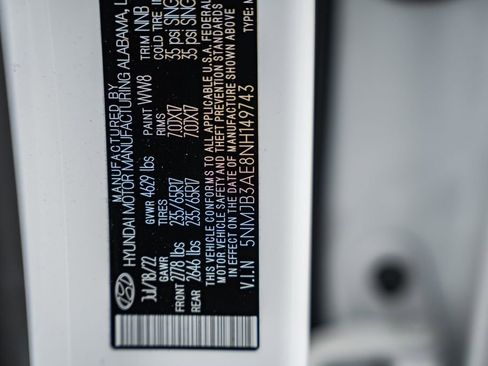 MANUFACTURED BY
HYUNDAI MOTOR MANUFACTURING ALABAMA, L
Jul/18/22 GVWR 4629 lbs PAINT WW8 TRIM NNB
GAWR COLD TIRE
FRONT 2778 lbs 235/65R17 7.0JX17 35 psi SING
REAR 2646 lbs 235/65R17 7.0JX17 35 psi SING
THIS VEHICLE CONFORMS TO ALL APPLICABLE U.S.A. FEDERAL
MOTOR VEHICLE SAFETY AND THEFT PREVENTION STANDARDS
IN EFFECT ON THE DATE OF MANUFACTURE SHOWN ABOVE
V.I.N 5NMJB3AE8NH149743 TYPE: M